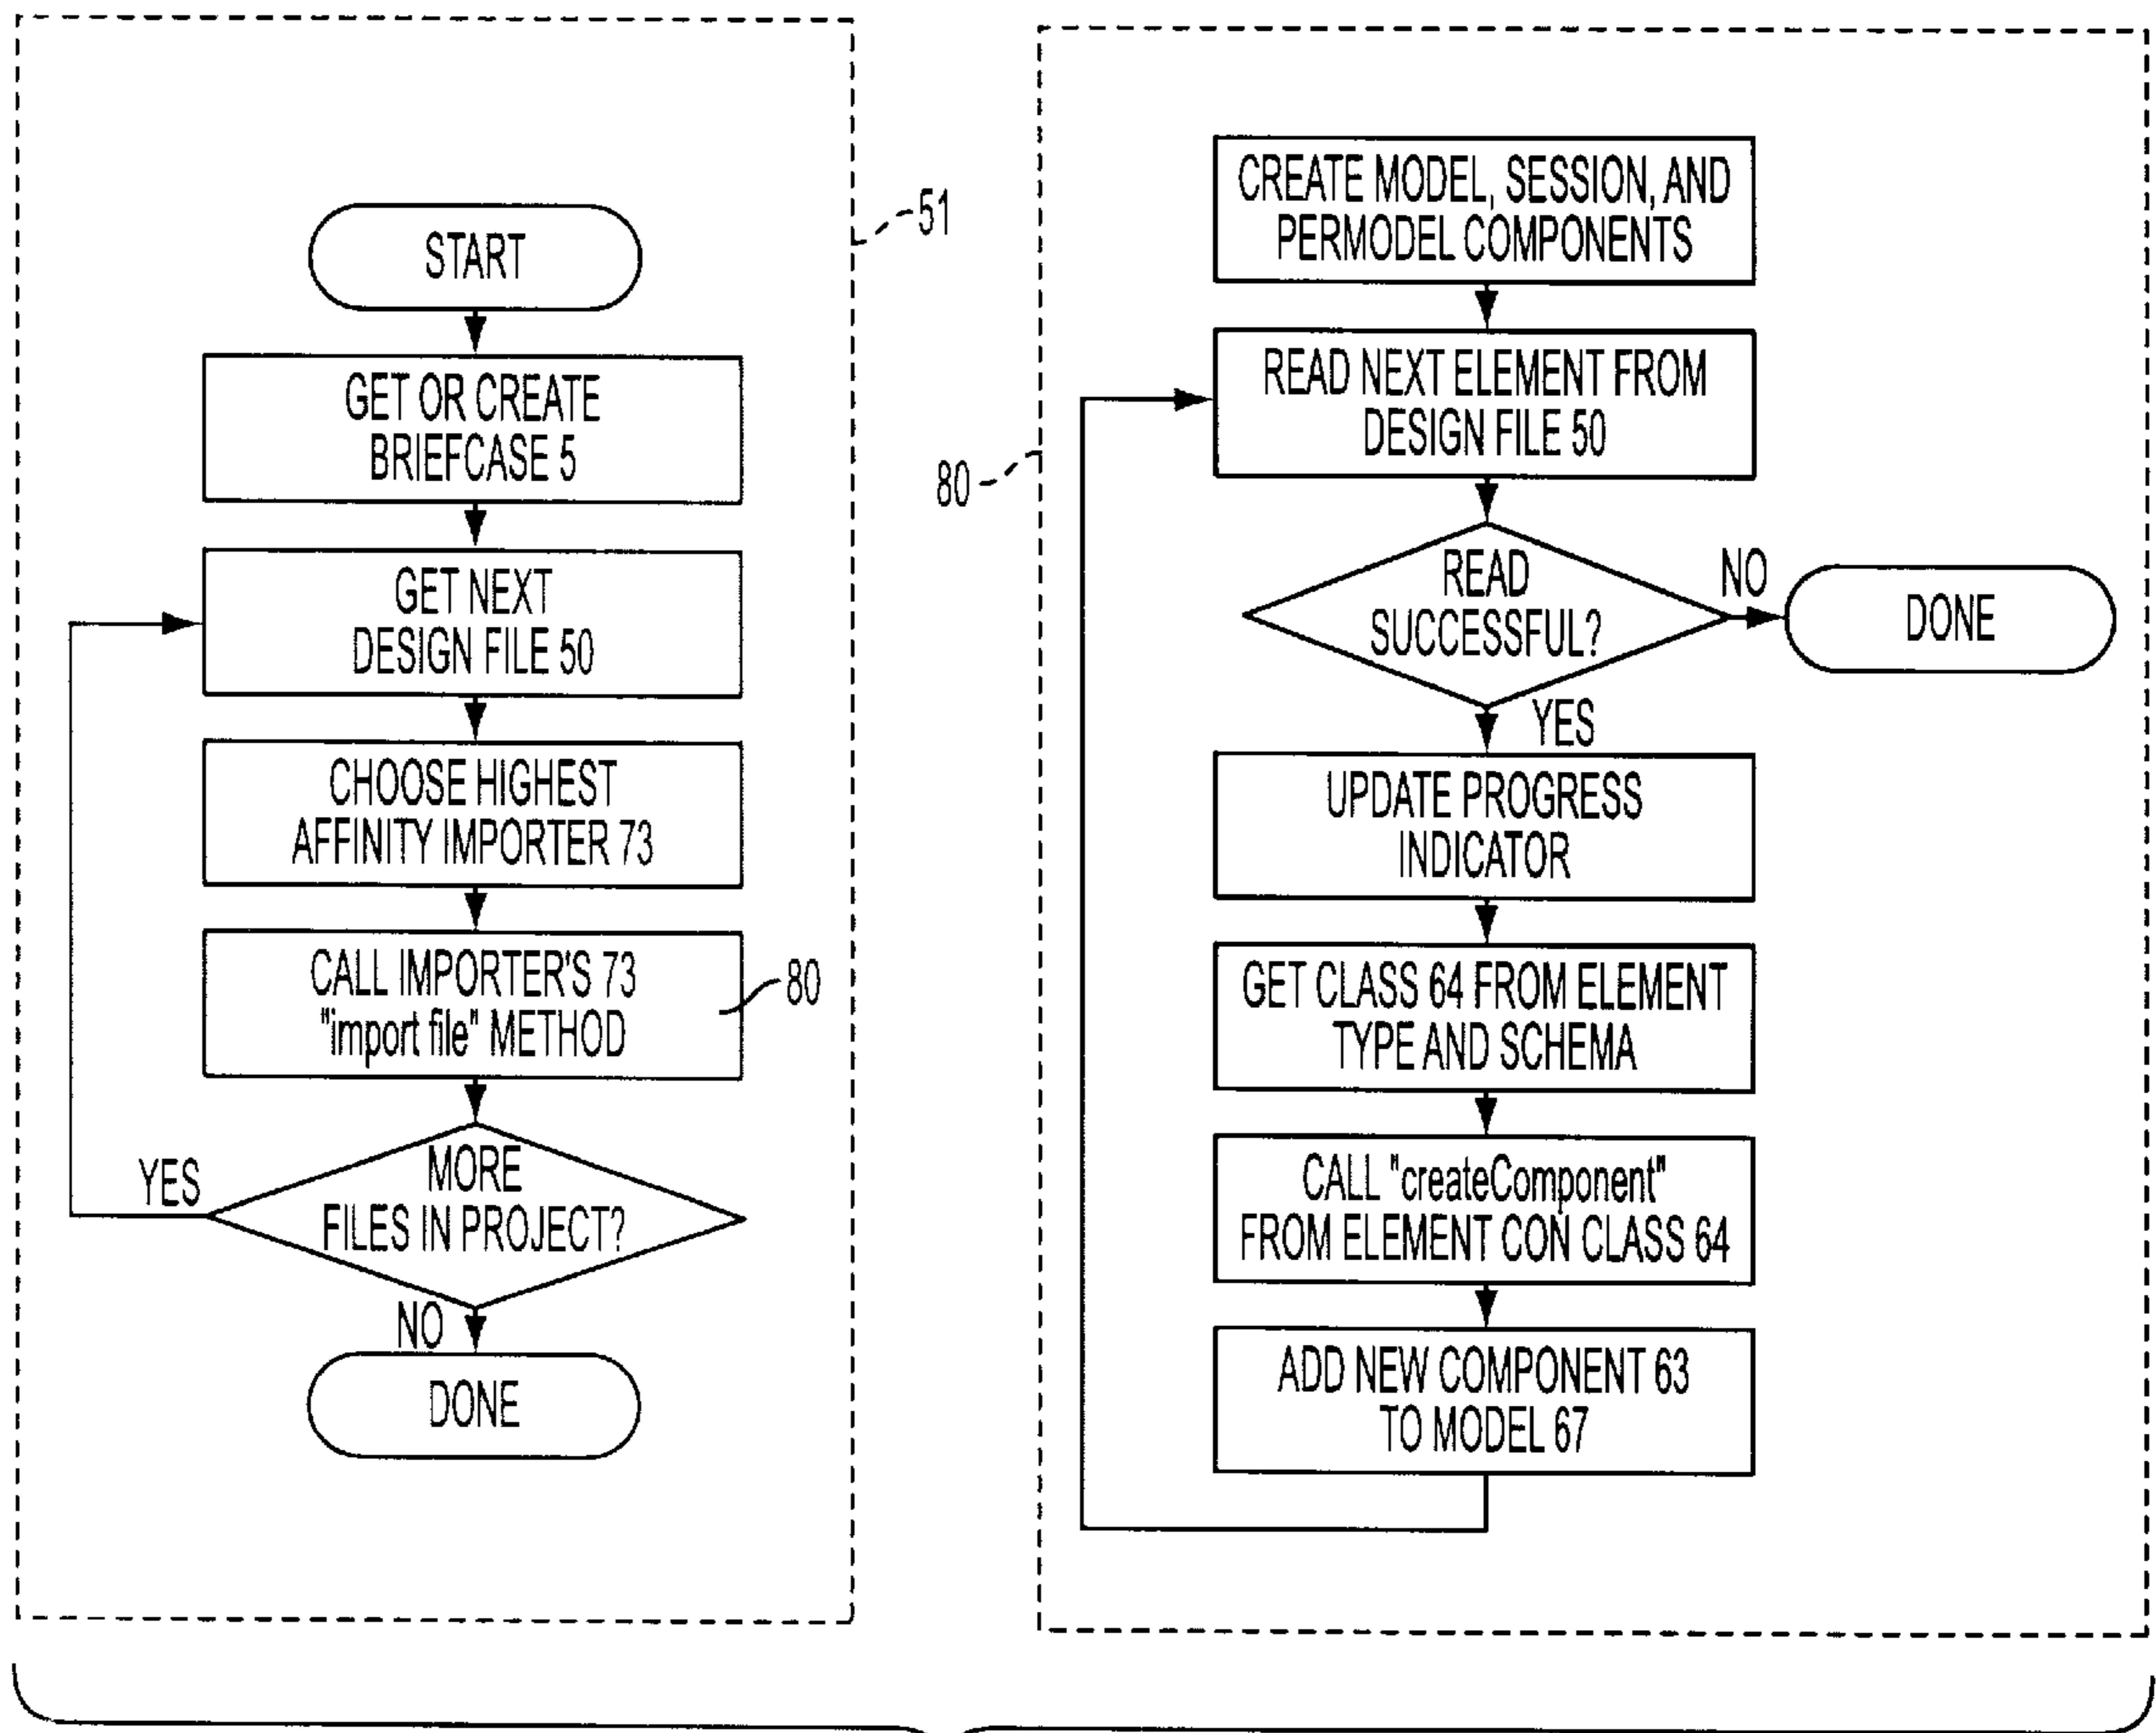 START
GET OR CREATE
BRIEFCASE 5
GET NEXT
DESIGN FILE 50
CHOOSE HIGHEST
AFFINITY IMPORTER 73
CALL IMPORTER'S 73
"import file" METHOD
80
MORE
FILES IN PROJECT?
YES
NO
DONE
51
CREATE MODEL, SESSION, AND
PERMODEL COMPONENTS
READ NEXT ELEMENT FROM
DESIGN FILE 50
80
READ
SUCCESSFUL?
NO
DONE
YES
UPDATE PROGRESS
INDICATOR
GET CLASS 64 FROM ELEMENT
TYPE AND SCHEMA
CALL "createComponent"
FROM ELEMENT CON CLASS 64
ADD NEW COMPONENT 63
TO MODEL 67